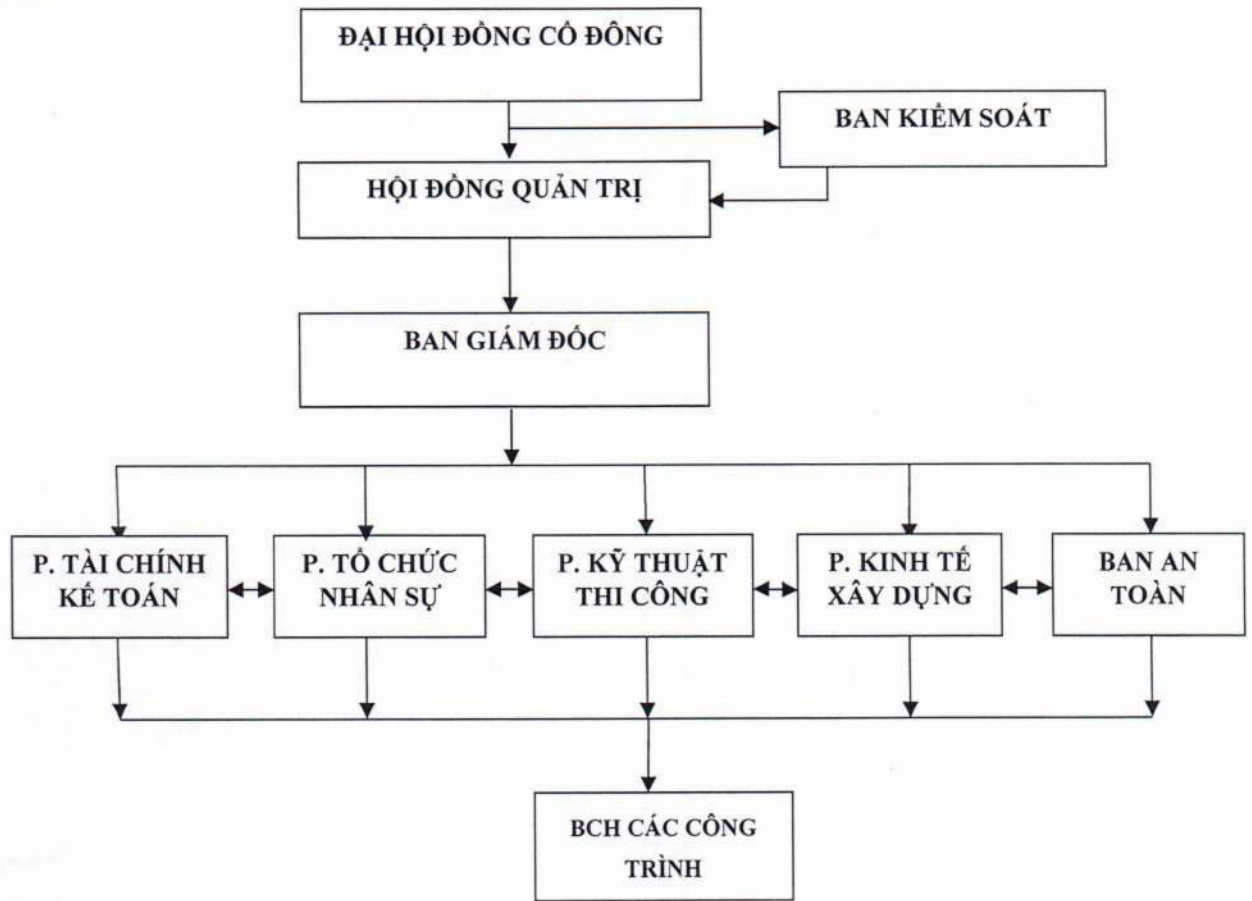 ĐẠI HỘI ĐỒNG CỔ ĐÔNG
BAN KIỂM SOÁT
HỘI ĐỒNG QUẢN TRỊ
BAN GIÁM ĐỐC
P. TÀI CHÍNH
KẾ TOÁN
P. TỔ CHỨC
NHÂN SỰ
P. KỸ THUẬT
THI CÔNG
P. KINH TẾ
XÂY DỰNG
BAN AN
TOÀN
BCH CÁC CÔNG
TRÌNH